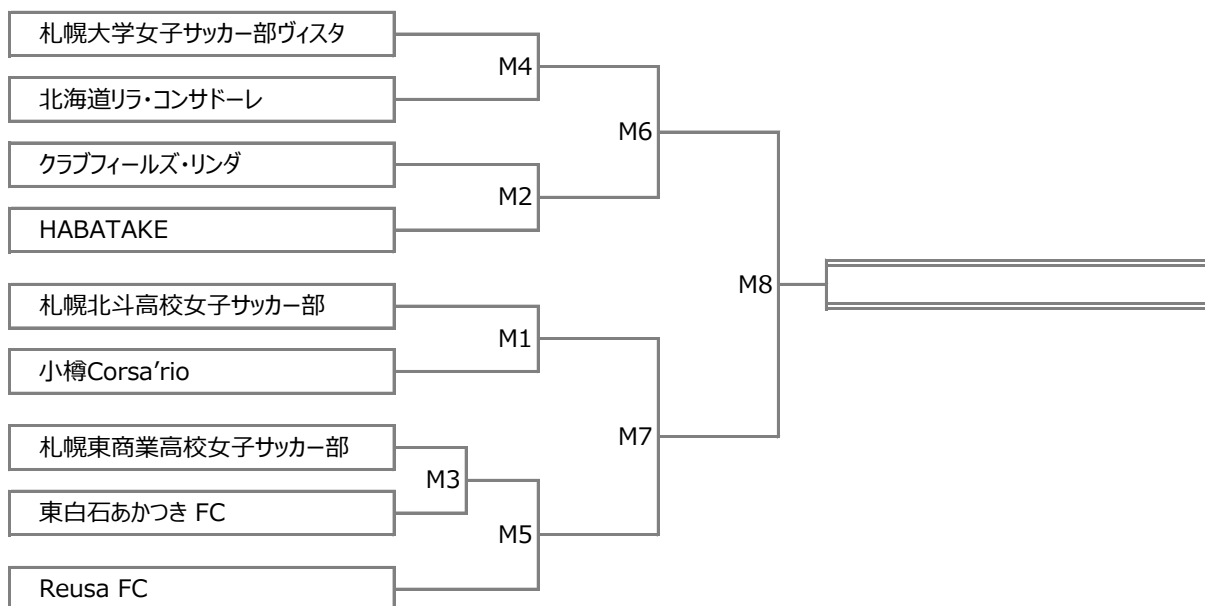 札幌大学女子サッカー部ヴィスタ
M4
北海道リラ・コンサドーレ
M6
クラブフィールズ・リンダ
M2
HABATAKE
M8
札幌北斗高校女子サッカー部
M1
小樽Corsa’rio
M7
札幌東商業高校女子サッカー部
M3
東白石あかつき FC
M5
Reusa FC